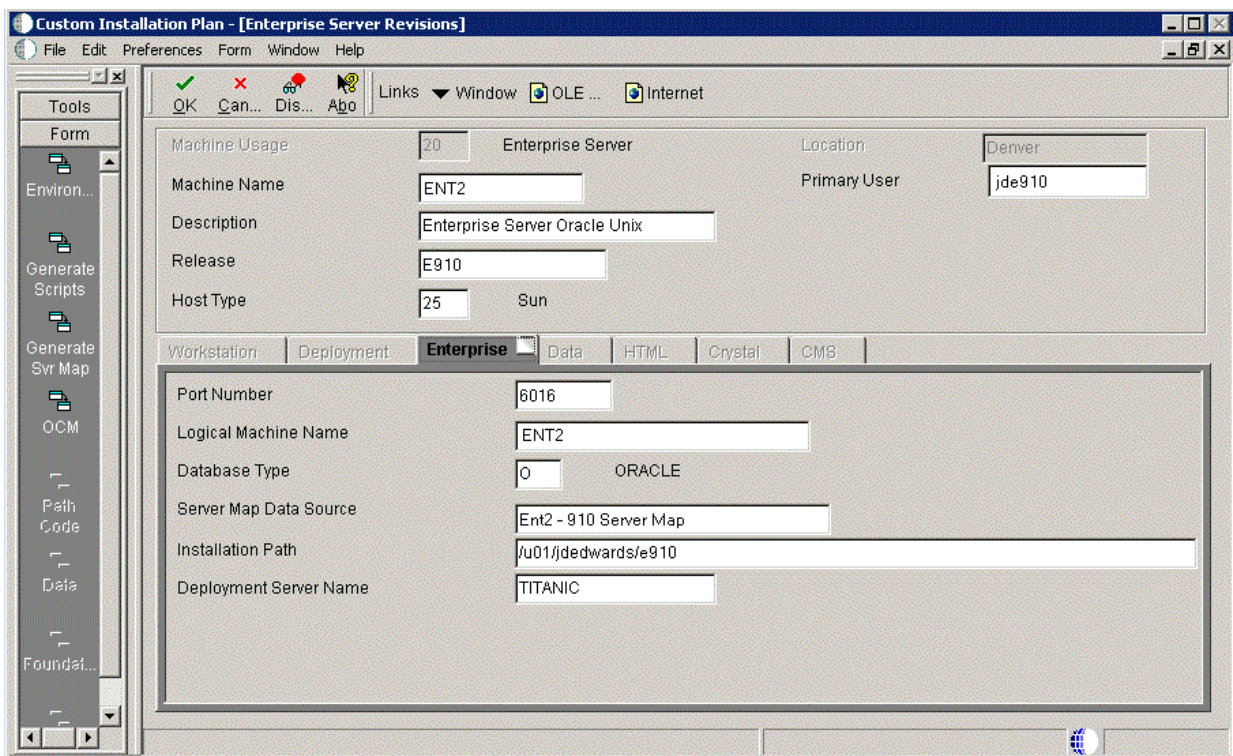 Custom Installation Plan - [Enterprise Server Revisions]
File Edit Preferences Form Window Help
Tools
Form
Environ...
Generate
Scripts
Generate
Svr Map
OCM
Path
Code
Data
Foundat...
OK Can... Dis... Abo Links Window OLE ... Internet
Machine Usage 20 Enterprise Server Location Denver
Machine Name ENT2 Primary User jde910
Description Enterprise Server Oracle Unix
Release E910
Host Type 25 Sun
Workstation Deployment Enterprise Data HTML Crystal CMS
Port Number 6016
Logical Machine Name ENT2
Database Type O ORACLE
Server Map Data Source Ent2 - 910 Server Map
Installation Path /u01/jdedwards/e910
Deployment Server Name TITANIC